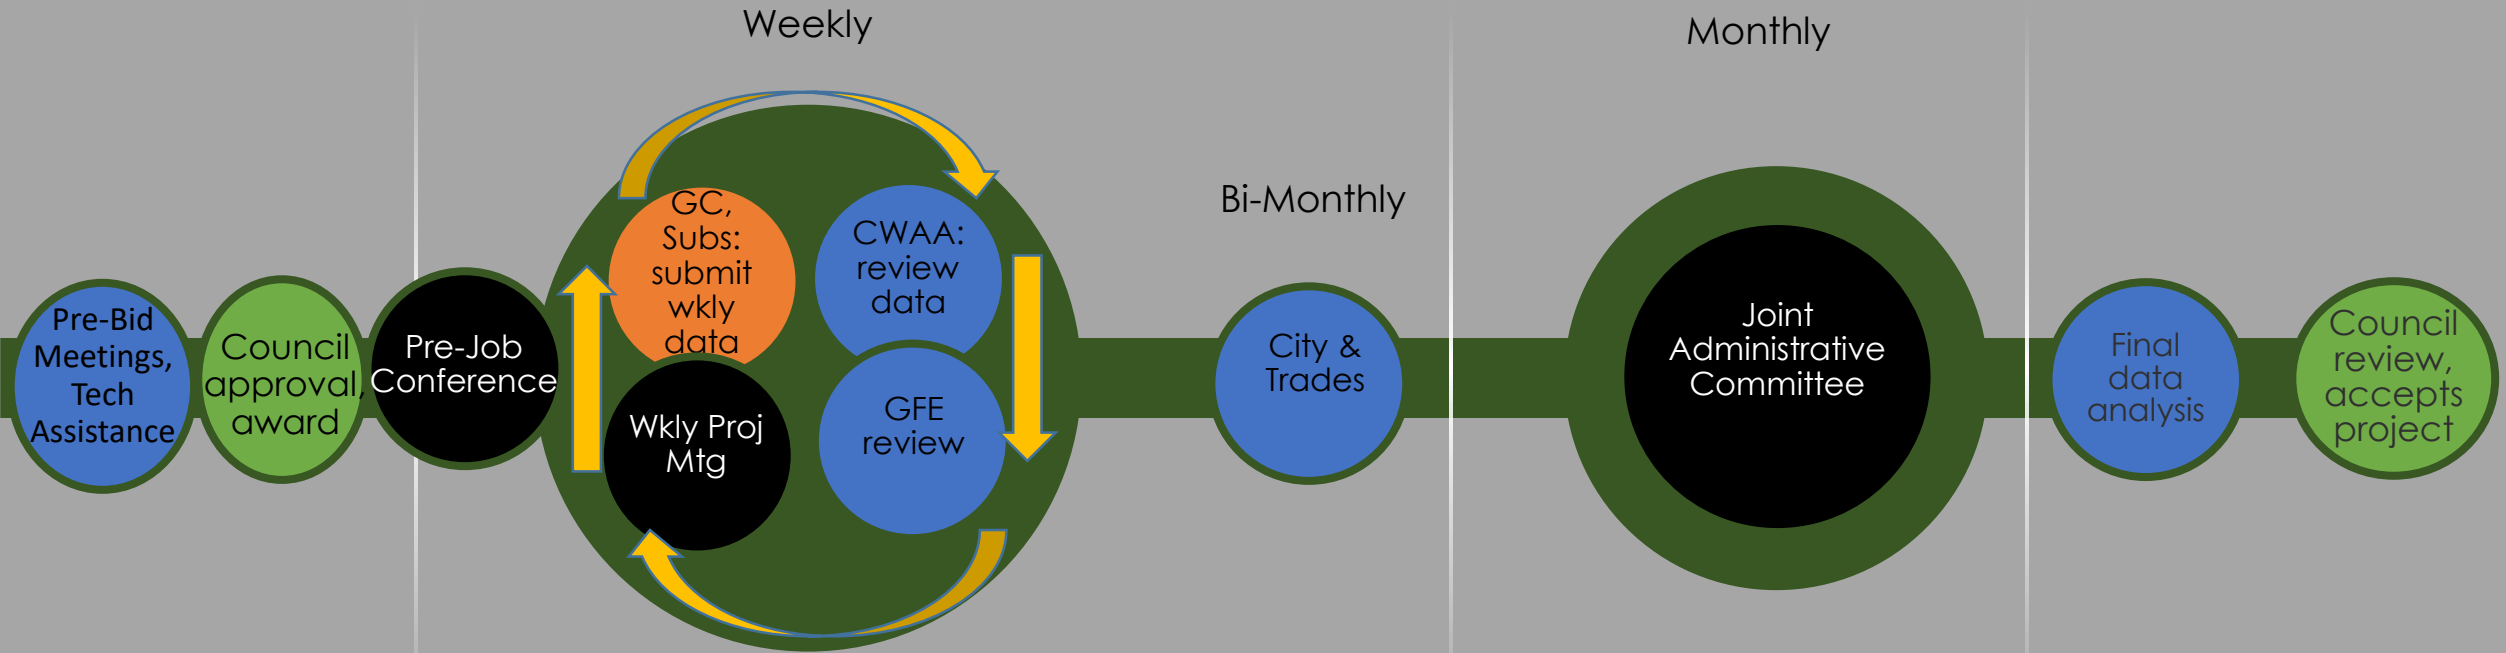 Weekly
Monthly
Bi-Monthly
Pre-Bid
Meetings,
Tech
Assistance
Council
approval,
award
Pre-Job
Conference
GC,
Subs:
submit
wkly
data
CWAA:
review
data
GFE
review
Wkly Proj
Mtg
City &
Trades
Joint
Administrative
Committee
Final
data
analysis
Council
review,
accepts
project